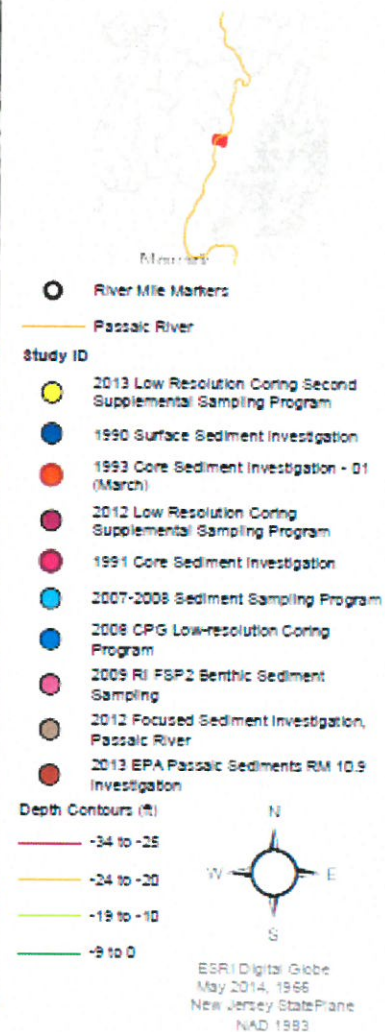 Newark
River Mile Markers
Passaic River
Study ID
2013 Low Resolution Coring Second
Supplemental Sampling Program
1990 Surface Sediment Investigation
1993 Core Sediment Investigation - 01
(March)
2012 Low Resolution Coring
Supplemental Sampling Program
1991 Core Sediment Investigation
2007-2008 Sediment Sampling Program
2008 CPG Low-resolution Coring
Program
2009 RI FSP2 Benthic Sediment
Sampling
2012 Focused Sediment Investigation,
Passaic River
2013 EPA Passaic Sediments RM 10.9
Investigation
Depth Contours (ft)
-34 to -25
-24 to -20
-19 to -10
-9 to 0
N
W
E
S
ESRI Digital Globe
May 2014, 1966
New Jersey StatePlane
NAD 1983